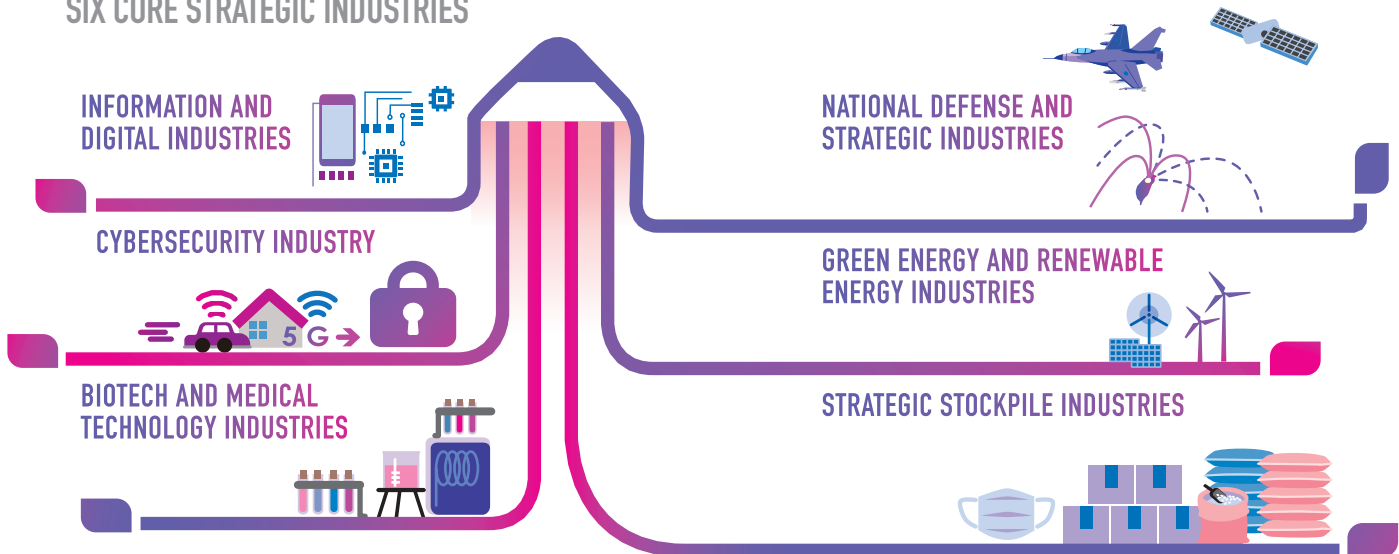 SIX CORE STRATEGIC INDUSTRIES
INFORMATION AND
DIGITAL INDUSTRIES
CYBERSECURITY INDUSTRY
5 G
BIOTECH AND MEDICAL
TECHNOLOGY INDUSTRIES
NATIONAL DEFENSE AND
STRATEGIC INDUSTRIES
GREEN ENERGY AND RENEWABLE
ENERGY INDUSTRIES
STRATEGIC STOCKPILE INDUSTRIES